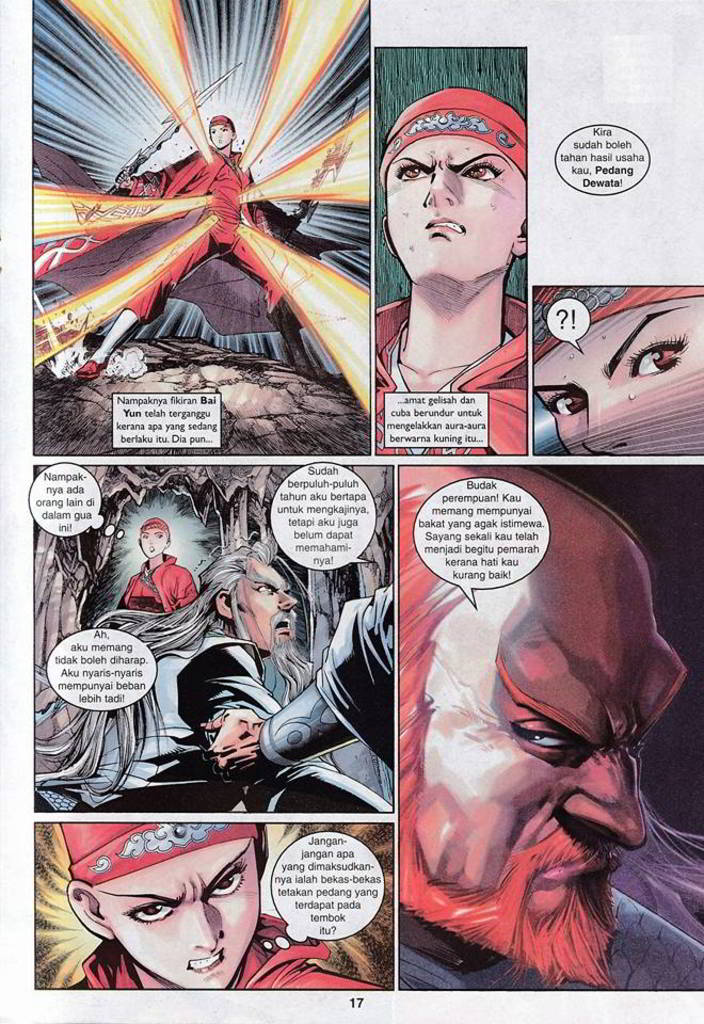 Nampaknya fikiran Bai
Yun telah terganggu
kerana apa yang sedang
berlaku itu. Dia pun...
...amat gelisah dan
cuba berundur untuk
mengelakkan aura-aura
berwarna kuning itu...
Kira
sudah boleh
tahan hasil usaha
kau, Pedang
Dewata!
?!
Nampak-
nya ada
orang lain di
dalam gua
ini!
Sudah
berpuluh-puluh
tahun aku bertapa
untuk mengkajinya,
tetapi aku juga
belum dapat
memahami-
nya!
Ah,
aku memang
tidak boleh diharap.
Aku nyaris-nyaris
mempunyai beban
lebih tadi!
Budak
perempuan! Kau
memang mempunyai
bakat yang agak istimewa.
Sayang sekali kau telah
menjadi begitu pemarah
kerana hati kau
kurang baik!
Jangan-
jangan apa
yang dimaksudkan-
nya ialah bekas-bekas
tetakan pedang yang
terdapat pada
tembok
itu?
17